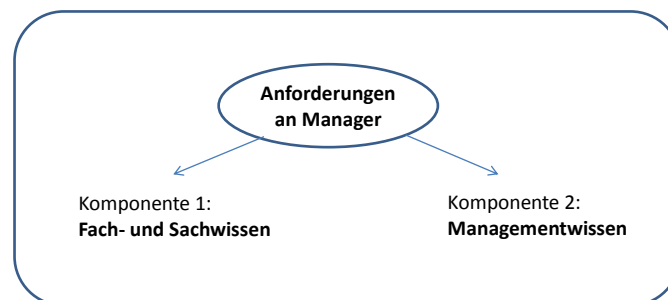 Anforderungen
an Manager
Komponente 1:
Fach- und Sachwissen
Komponente 2:
Managementwissen